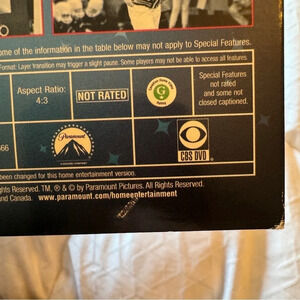 ome of the information in the table below may not apply to Special Features.
Format: Layer transition may trigger a slight pause. Some players may not be able to access all features.
Aspect Ratio:
4:3
NOT RATED
G
Special Features
not rated
and some not
closed captioned.
66
Paramount
CBS DVD
been changed for this home entertainment version.
ghts Reserved. TM, ® & © by Paramount Pictures. All Rights Reserved.
nd Canada. www.paramount.com/homeentertainment